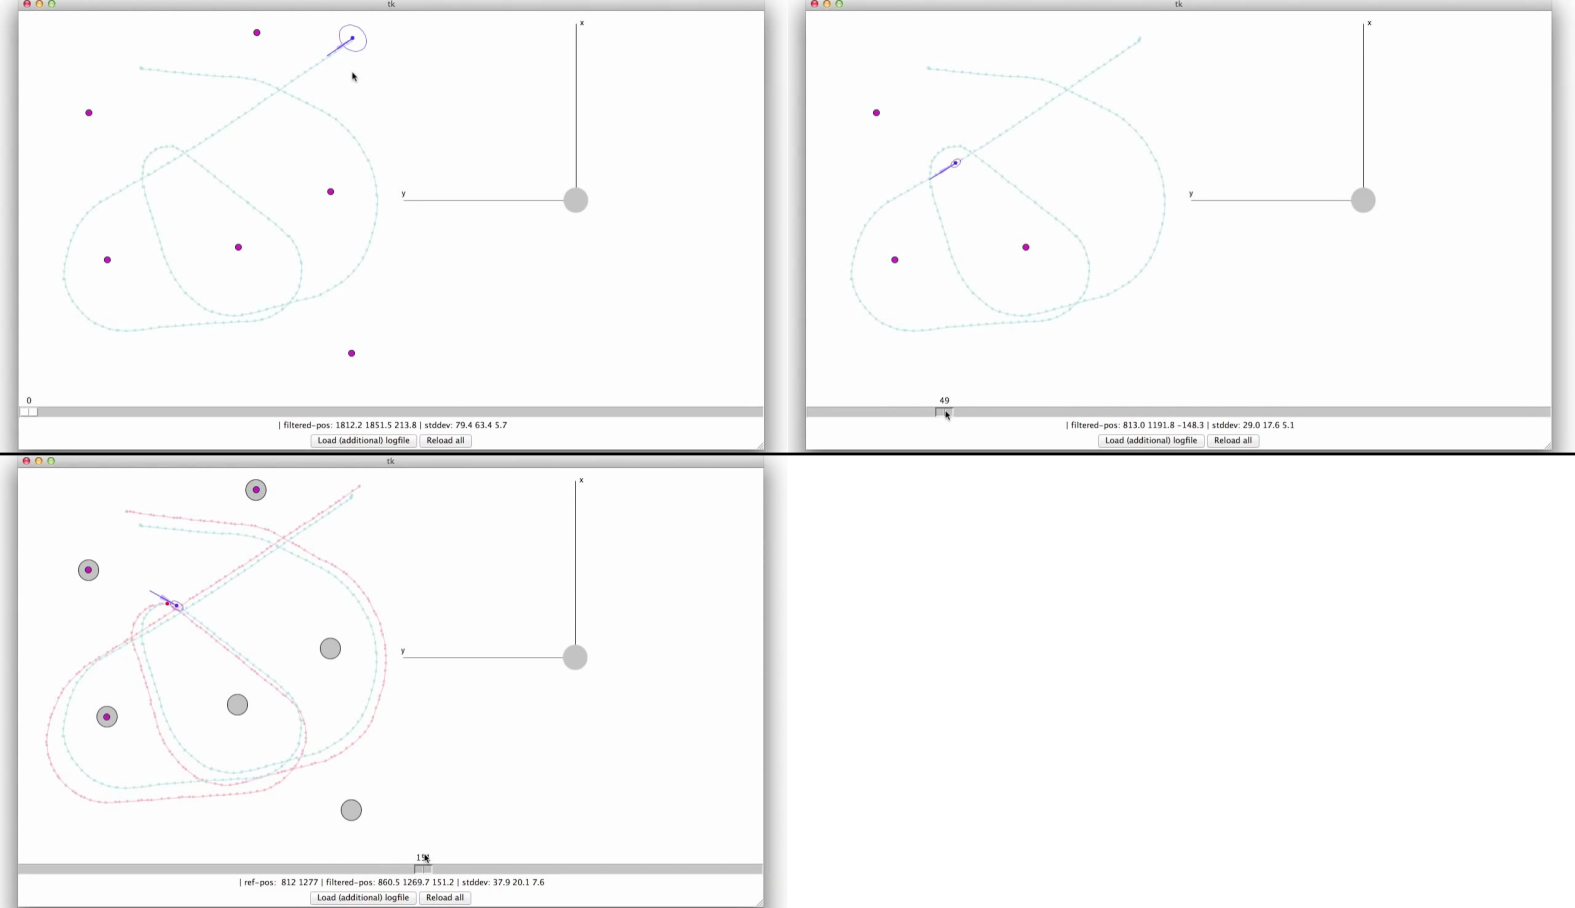 tk
x
y
0
| filtered-pos: 1812.2 1851.5 213.8 | stddev: 79.4 63.4 5.7
Load (additional) logfile Reload all
tk
x
y
49
| filtered-pos: 813.0 1191.8 -148.3 | stddev: 29.0 17.6 5.1
Load (additional) logfile Reload all
tk
x
y
| ref-pos: 812 1277 | filtered-pos: 860.5 1269.7 151.2 | stddev: 37.9 20.1 7.6
Load (additional) logfile Reload all